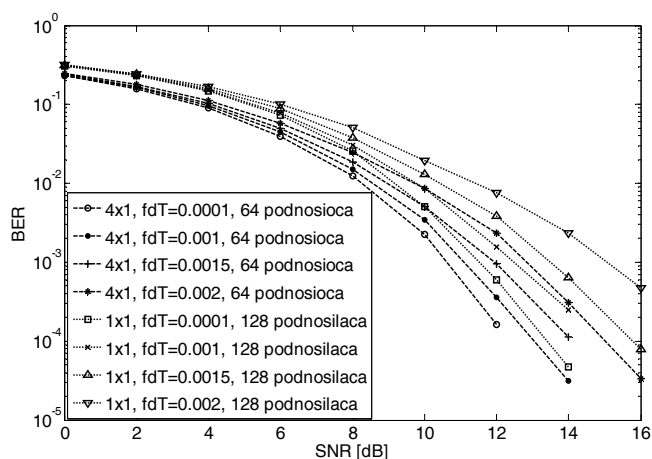 10^0
10^-1
10^-2
10^-3
10^-4
10^-5
BER
4x1, fdT=0.0001, 64 podnosioca
4x1, fdT=0.001, 64 podnosioca
4x1, fdT=0.0015, 64 podnosioca
4x1, fdT=0.002, 64 podnosioca
1x1, fdT=0.0001, 128 podnosilaca
1x1, fdT=0.001, 128 podnosilaca
1x1, fdT=0.0015, 128 podnosilaca
1x1, fdT=0.002, 128 podnosilaca
0 2 4 6 8 10 12 14 16
SNR [dB]